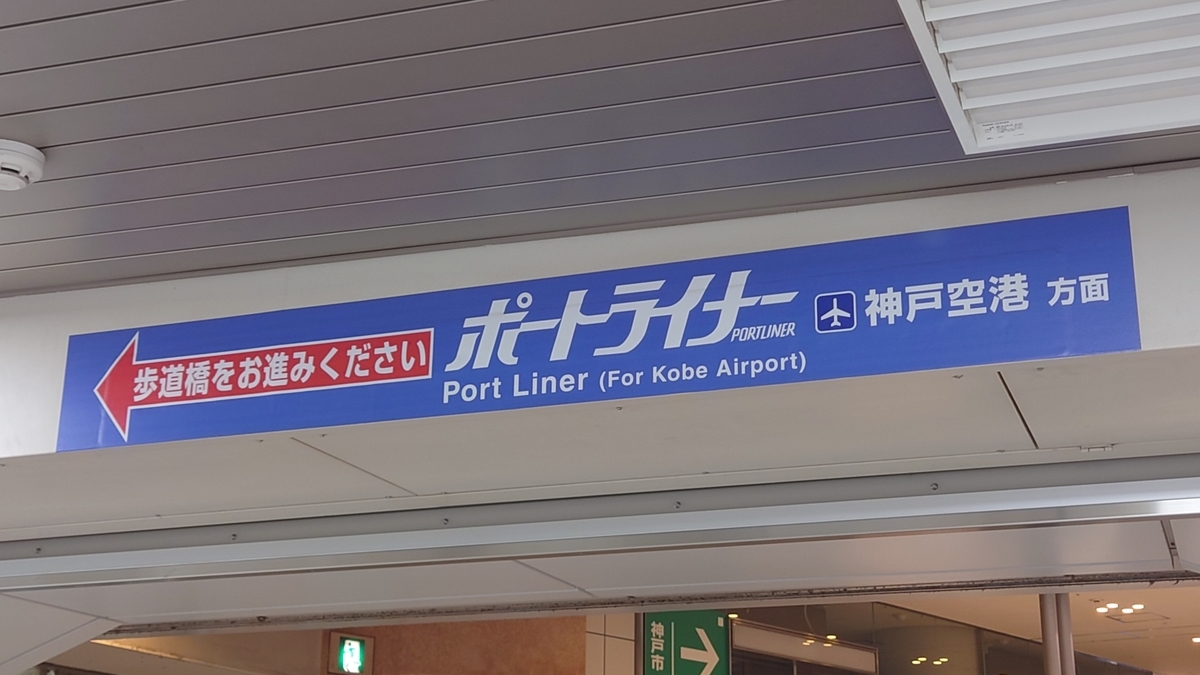 歩道橋をお進みください
ポートライナー
PORTLINER
神戸空港 方面
Port Liner (For Kobe Airport)
神戸市